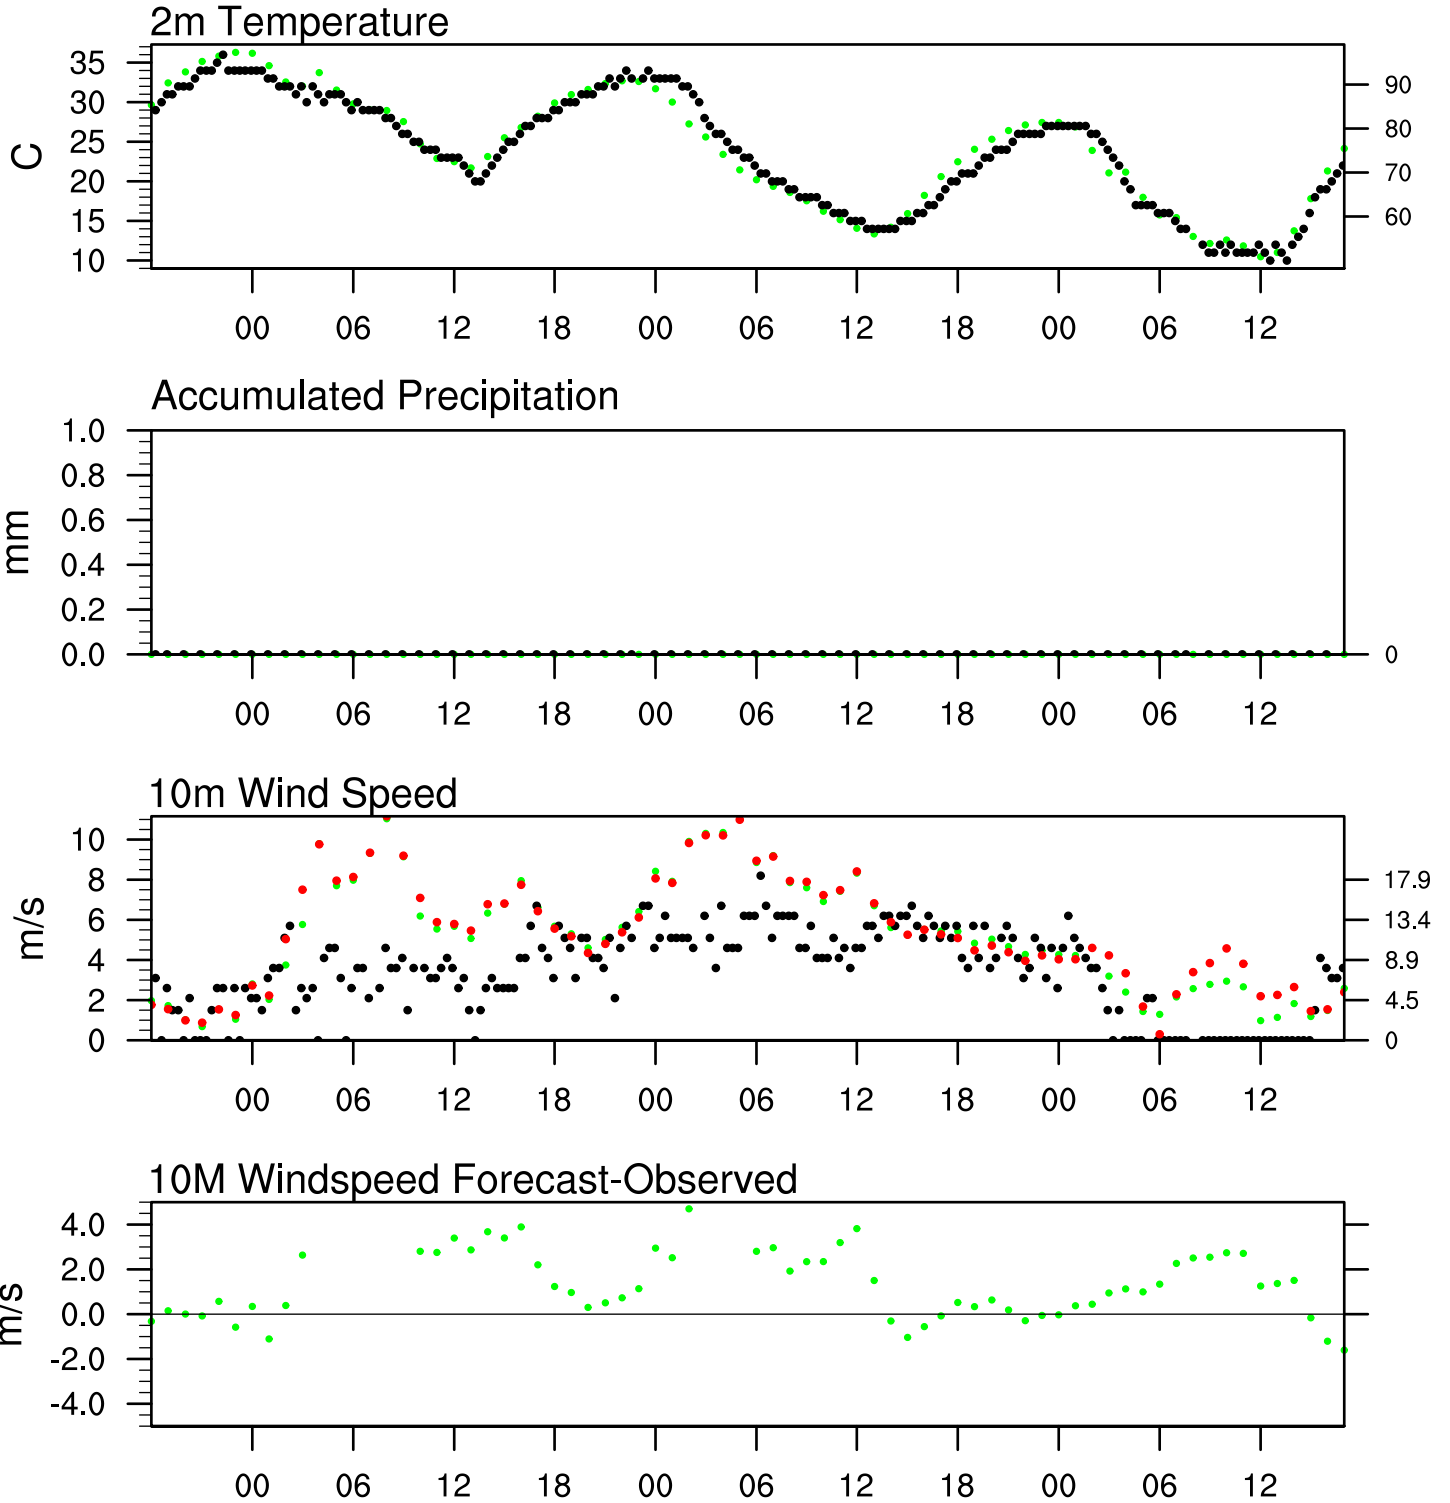 2m Temperature
35
30
25
20
15
10
C
90
80
70
60
00 06 12 18 00 06 12 18 00 06 12
Accumulated Precipitation
1.0
0.8
0.6
0.4
0.2
0.0
mm
0
00 06 12 18 00 06 12 18 00 06 12
10m Wind Speed
10
8
6
4
2
0
m/s
17.9
13.4
8.9
4.5
0
00 06 12 18 00 06 12 18 00 06 12
10M Windspeed Forecast-Observed
4.0
2.0
0.0
-2.0
-4.0
m/s
00 06 12 18 00 06 12 18 00 06 12